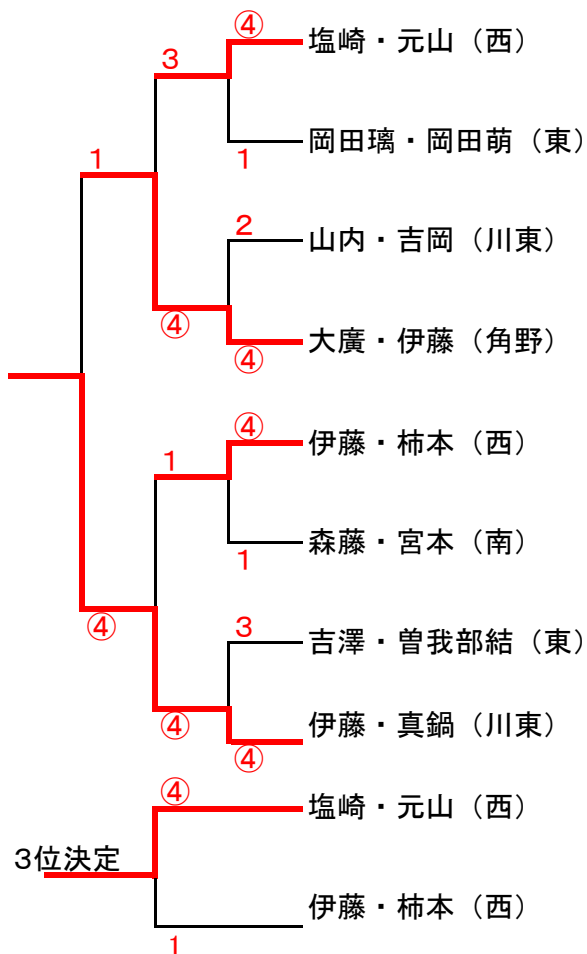 ④
塩崎・元山（西）
3
岡田璃・岡田萌（東）
1
1
2
山内・吉岡（川東）
④
大廣・伊藤（角野）
④
④
伊藤・柿本（西）
1
森藤・宮本（南）
1
3
吉澤・曽我部結（東）
④
④
伊藤・真鍋（川東）
④
④
塩崎・元山（西）
3位決定
伊藤・柿本（西）
1